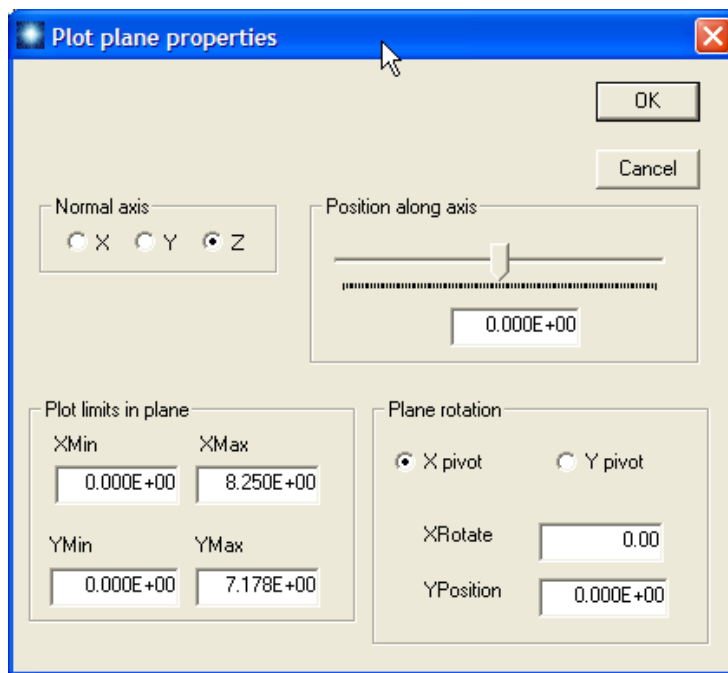 Plot plane properties
OK
Cancel
Normal axis
X Y Z
Position along axis
0.000E+00
Plot limits in plane
XMin XMax
0.000E+00 8.250E+00
YMin YMax
0.000E+00 7.178E+00
Plane rotation
X pivot Y pivot
XRotate 0.00
YPosition 0.000E+00